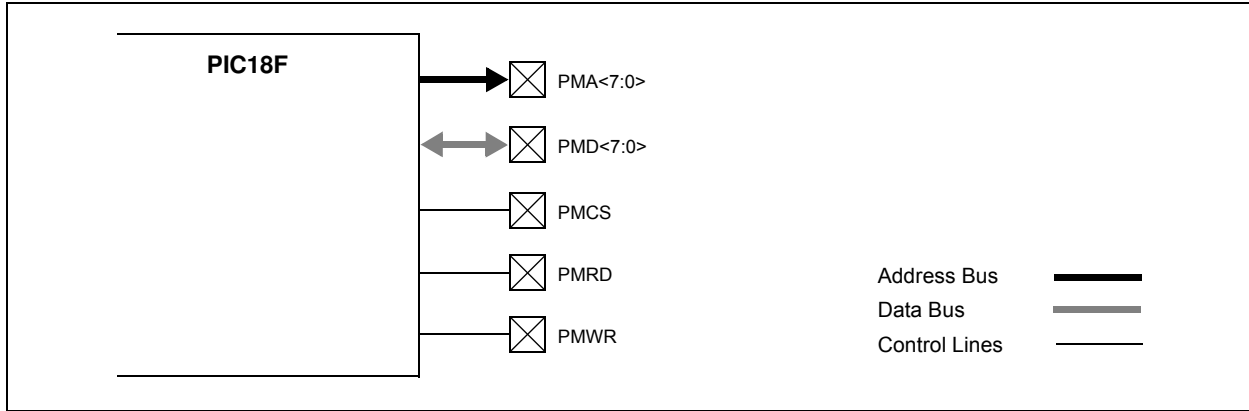 PIC18F
PMA<7:0>
PMD<7:0>
PMCS
PMRD
PMWR
Address Bus
Data Bus
Control Lines